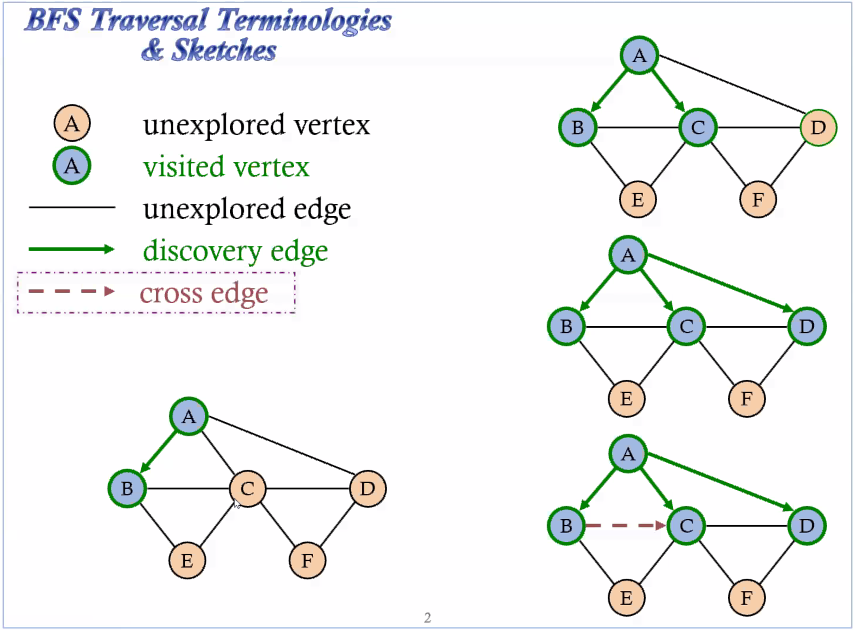 BFS Traversal Terminologies
& Sketches
A unexplored vertex
A visited vertex
unexplored edge
discovery edge
cross edge
A
B C D
E F
A
B C D
E F
A
B C D
E F
A
B C D
E F
2